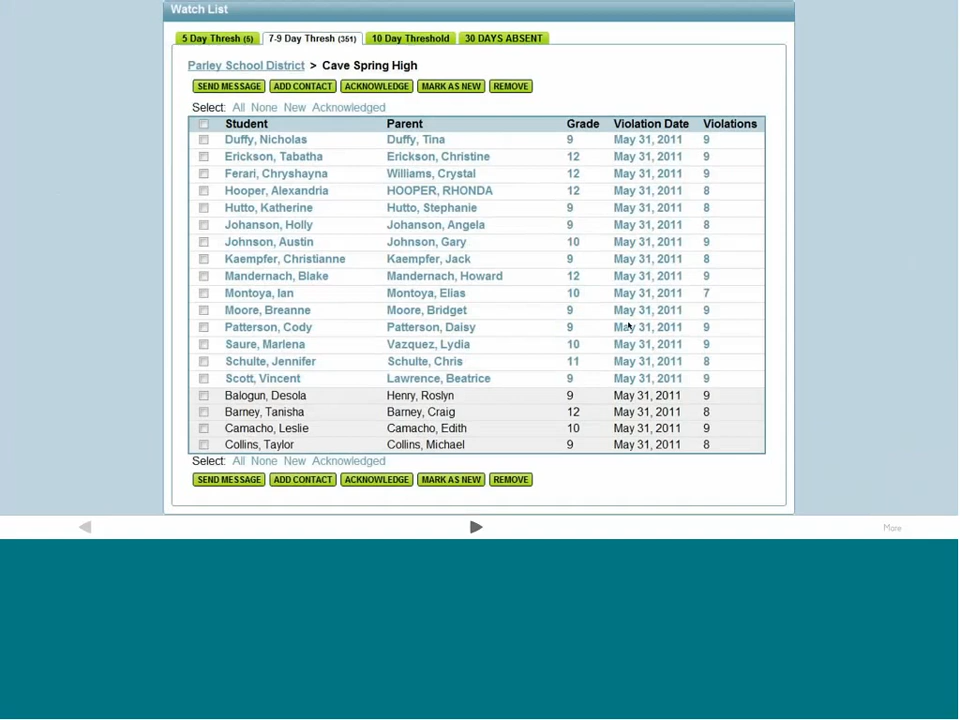 Watch List
5 Day Thresh (5) 7-9 Day Thresh (351) 10 Day Threshold 30 DAYS ABSENT
Parley School District > Cave Spring High
SEND MESSAGE ADD CONTACT ACKNOWLEDGE MARK AS NEW REMOVE
Select: All None New Acknowledged
Student Parent Grade Violation Date Violations
Duffy, Nicholas Duffy, Tina 9 May 31, 2011 9
Erickson, Tabatha Erickson, Christine 12 May 31, 2011 9
Ferari, Chryshayna Williams, Crystal 12 May 31, 2011 9
Hooper, Alexandria HOOPER, RHONDA 12 May 31, 2011 8
Hutto, Katherine Hutto, Stephanie 9 May 31, 2011 8
Johanson, Holly Johanson, Angela 9 May 31, 2011 8
Johnson, Austin Johnson, Gary 10 May 31, 2011 9
Kaempfer, Christianne Kaempfer, Jack 9 May 31, 2011 8
Mandernach, Blake Mandernach, Howard 12 May 31, 2011 9
Montoya, Ian Montoya, Elias 10 May 31, 2011 7
Moore, Breanne Moore, Bridget 9 May 31, 2011 9
Patterson, Cody Patterson, Daisy 9 May 31, 2011 9
Saure, Marlena Vazquez, Lydia 10 May 31, 2011 9
Schulte, Jennifer Schulte, Chris 11 May 31, 2011 8
Scott, Vincent Lawrence, Beatrice 9 May 31, 2011 9
Balogun, Desola Henry, Roslyn 9 May 31, 2011 9
Barney, Tanisha Barney, Craig 12 May 31, 2011 8
Camacho, Leslie Camacho, Edith 10 May 31, 2011 9
Collins, Taylor Collins, Michael 9 May 31, 2011 8
Select: All None New Acknowledged
SEND MESSAGE ADD CONTACT ACKNOWLEDGE MARK AS NEW REMOVE
More